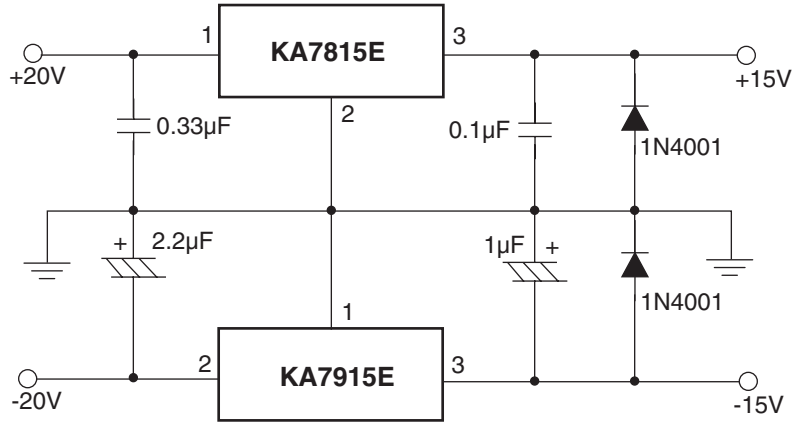 1
KA7815E
3
+20V
+15V
2
0.33µF
0.1µF
1N4001
+
2.2µF
1µF
+
1N4001
1
2
KA7915E
3
-20V
-15V